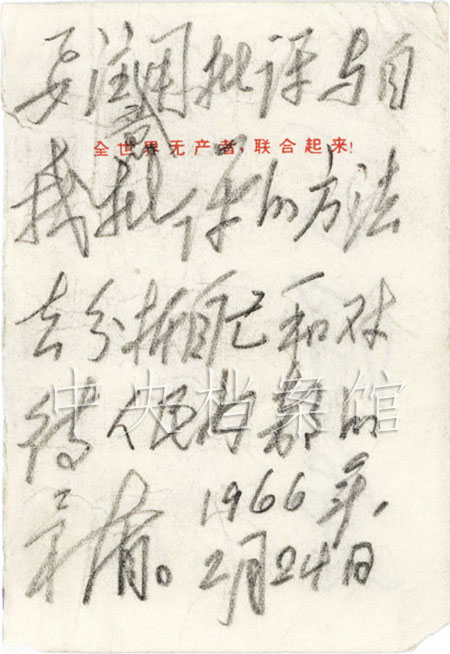 要注意用批评与自
全世界无产者，联合起来！
我批评的方法
去分析自己和对
待人民内部的
矛盾。1966年，
2月24日
中央档案馆